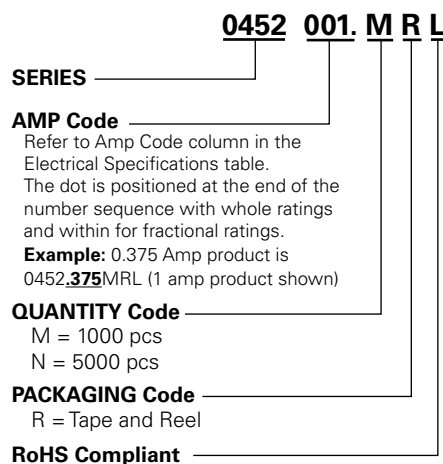 0452 001. M R L
SERIES
AMP Code
Refer to Amp Code column in the
Electrical Specifications table.
The dot is positioned at the end of the
number sequence with whole ratings
and within for fractional ratings.
Example: 0.375 Amp product is
0452.375MRL (1 amp product shown)
QUANTITY Code
M = 1000 pcs
N = 5000 pcs
PACKAGING Code
R = Tape and Reel
RoHS Compliant